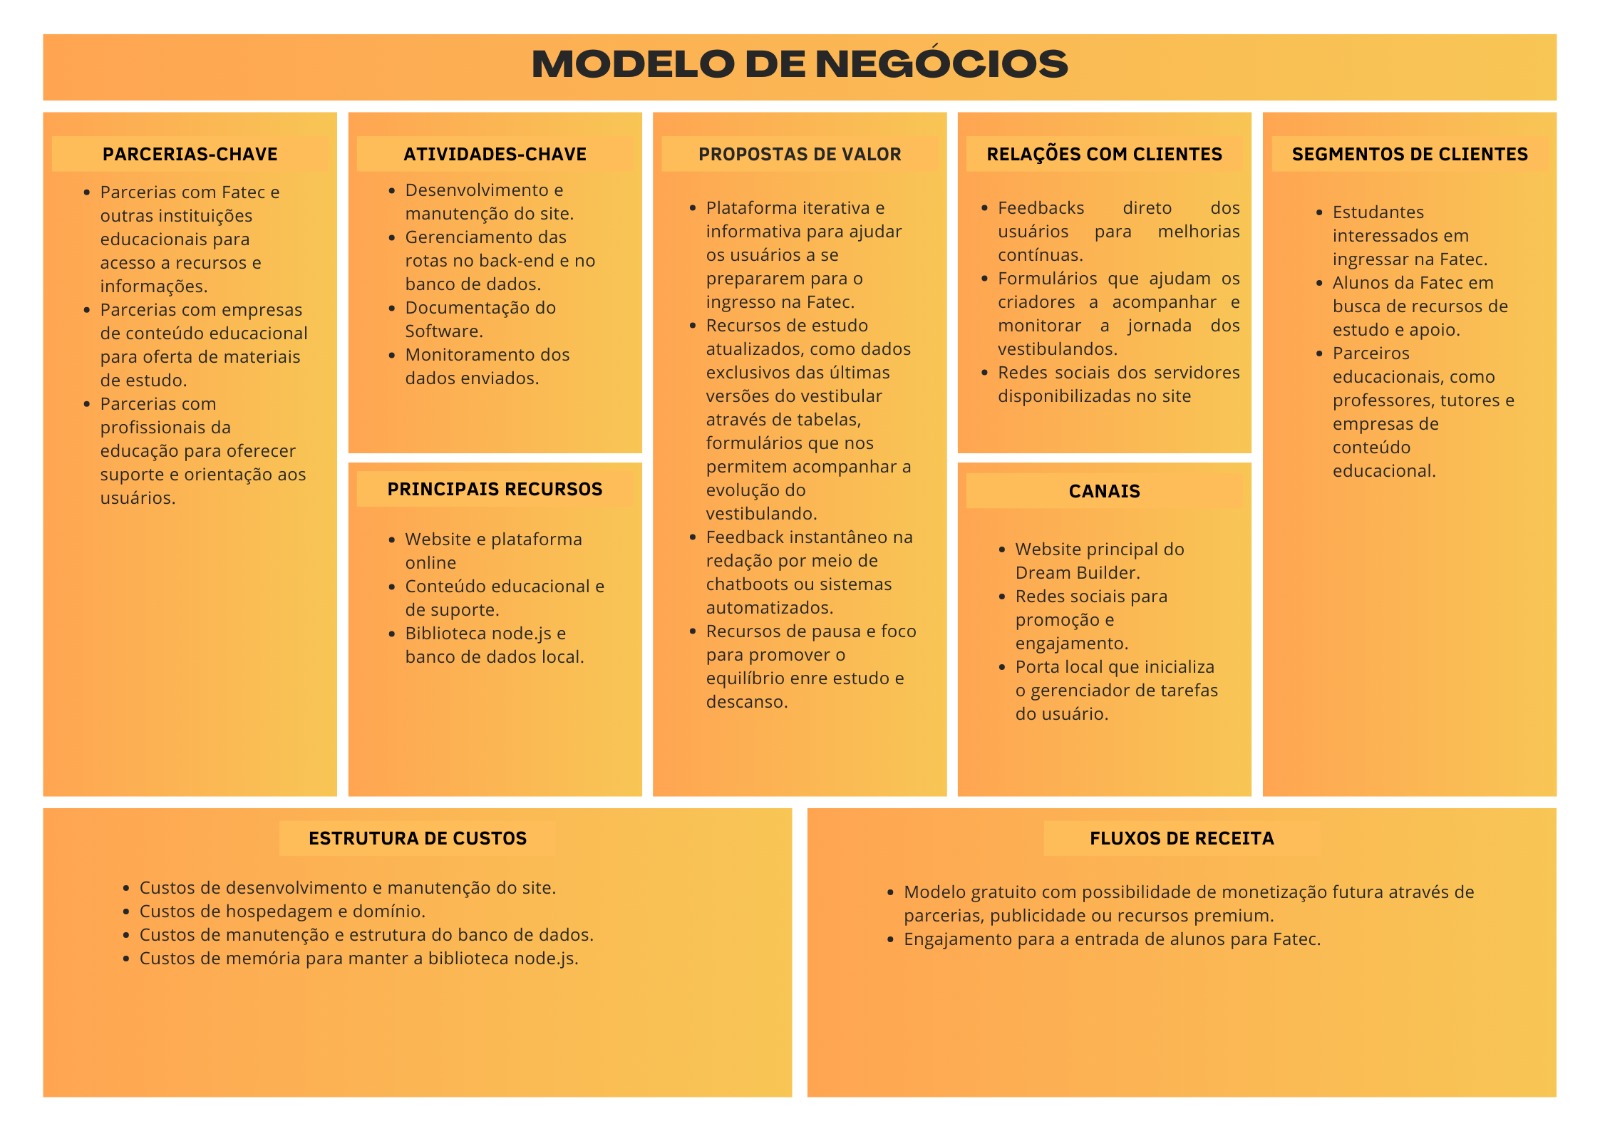 MODELO DE NEGÓCIOS
PARCERIAS-CHAVE
Parcerias com Fatec e
outras instituições
educacionais para
acesso a recursos e
informações.
Parcerias com empresas
de conteúdo educacional
para oferta de materiais
de estudo.
Parcerias com
profissionais da
educação para oferecer
suporte e orientação aos
usuários.
ATIVIDADES-CHAVE
Desenvolvimento e
manutenção do site.
Gerenciamento das
rotas no back-end e no
banco de dados.
Documentação do
Software.
Monitoramento dos
dados enviados.
PRINCIPAIS RECURSOS
Website e plataforma
online
Conteúdo educacional e
de suporte.
Biblioteca node.js e
banco de dados local.
PROPOSTAS DE VALOR
Plataforma iterativa e
informativa para ajudar
os usuários a se
prepararem para o
ingresso na Fatec.
Recursos de estudo
atualizados, como dados
exclusivos das últimas
versões do vestibular
através de tabelas,
formulários que nos
permitem acompanhar a
evolução do
vestibulando.
Feedback instantâneo na
redação por meio de
chatboots ou sistemas
automatizados.
Recursos de pausa e foco
para promover o
equilíbrio enre estudo e
descanso.
RELAÇÕES COM CLIENTES
Feedbacks direto dos
usuários para melhorias
contínuas.
Formulários que ajudam os
criadores a acompanhar e
monitorar a jornada dos
vestibulandos.
Redes sociais dos servidores
disponibilizadas no site
CANAIS
Website principal do
Dream Builder.
Redes sociais para
promoção e
engajamento.
Porta local que inicializa
o gerenciador de tarefas
do usuário.
SEGMENTOS DE CLIENTES
Estudantes
interessados em
ingressar na Fatec.
Alunos da Fatec em
busca de recursos de
estudo e apoio.
Parceiros
educacionais, como
professores, tutores e
empresas de
conteúdo
educacional.
ESTRUTURA DE CUSTOS
Custos de desenvolvimento e manutenção do site.
Custos de hospedagem e domínio.
Custos de manutenção e estrutura do banco de dados.
Custos de memória para manter a biblioteca node.js.
FLUXOS DE RECEITA
Modelo gratuito com possibilidade de monetização futura através de
parcerias, publicidade ou recursos premium.
Engajamento para a entrada de alunos para Fatec.